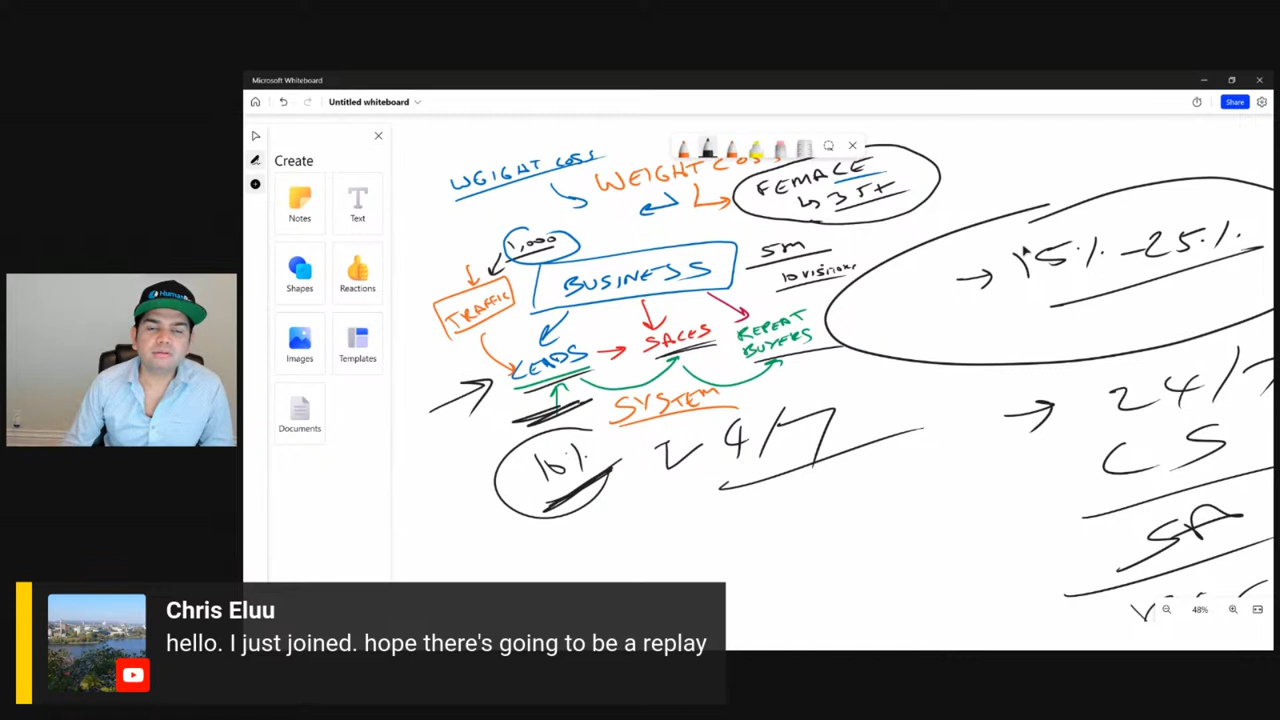 Microsoft Whiteboard
Untitled whiteboard
Share
Create
Notes
Text
Shapes
Reactions
Images
Templates
Documents
WEIGHT LOSS
WEIGHT LOSS
FEMALE
35+
1,000
BUSINESS
5M
TRAFFIC
LEADS
SALES
REPEAT
BUYERS
SYSTEM
10%
24/7
15% - 25%
24/7
CS
SA
48%
Chris Eluu
hello. I just joined. hope there's going to be a replay